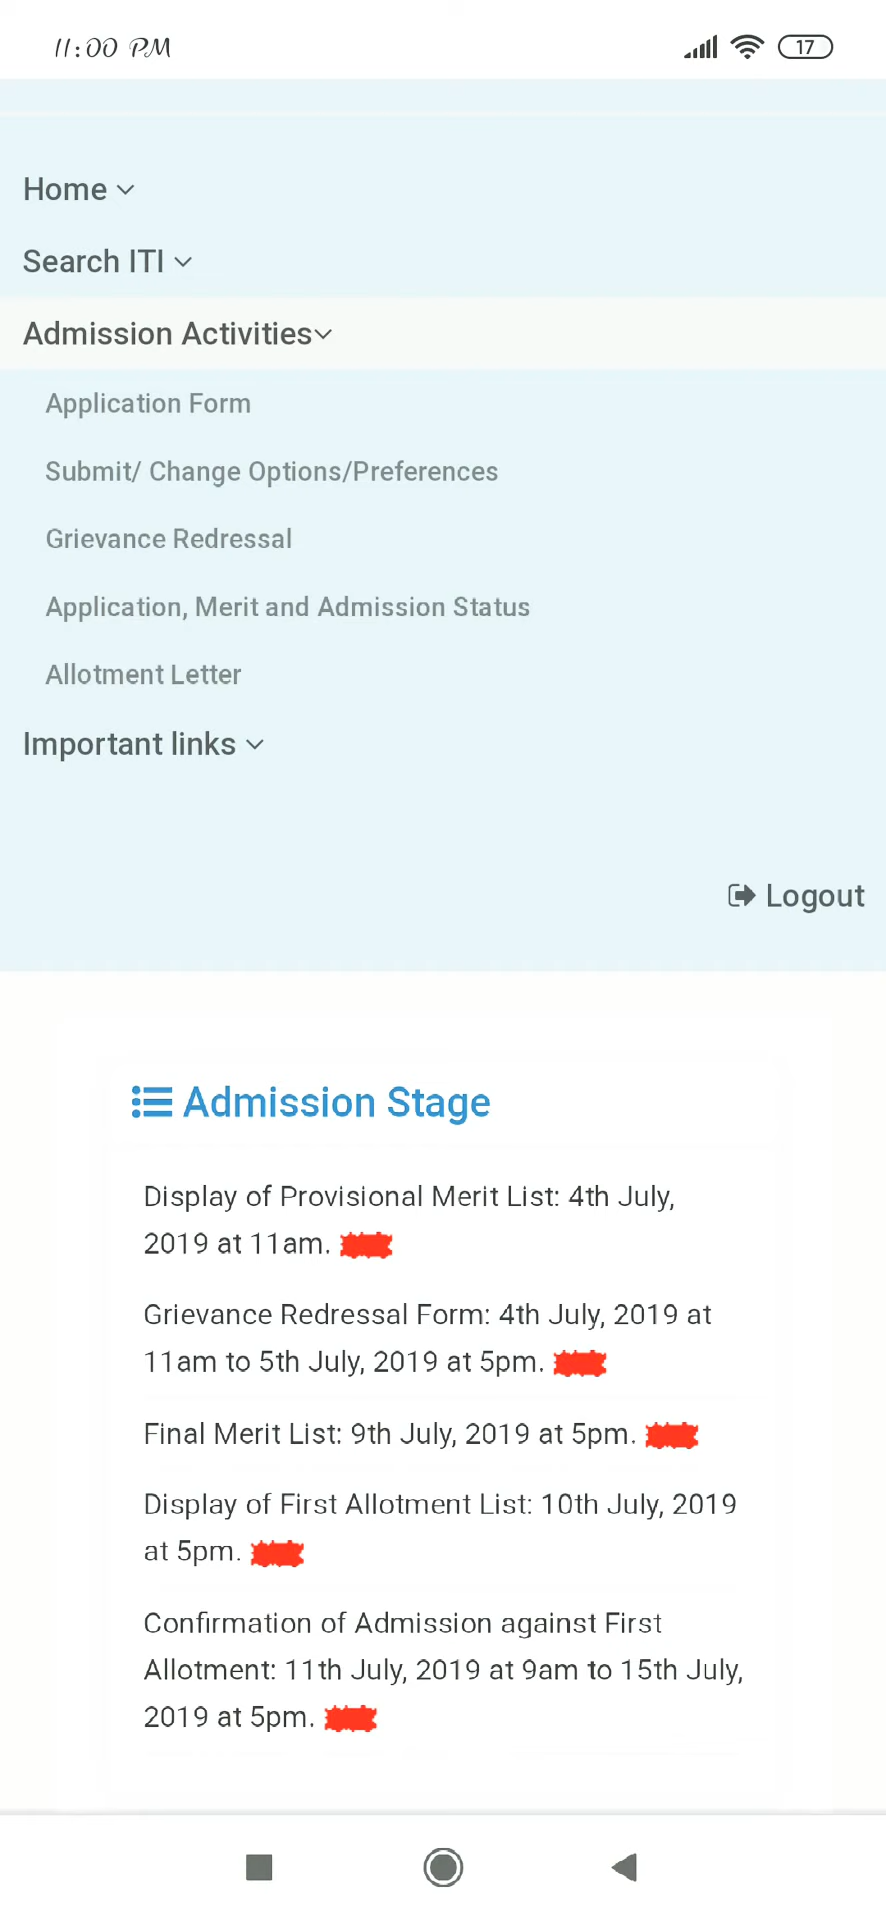 11:00 PM
17
Home
Search ITI
Admission Activities
Application Form
Submit/ Change Options/Preferences
Grievance Redressal
Application, Merit and Admission Status
Allotment Letter
Important links
Logout
Admission Stage
Display of Provisional Merit List: 4th July,
2019 at 11am.
Grievance Redressal Form: 4th July, 2019 at
11am to 5th July, 2019 at 5pm.
Final Merit List: 9th July, 2019 at 5pm.
Display of First Allotment List: 10th July, 2019
at 5pm.
Confirmation of Admission against First
Allotment: 11th July, 2019 at 9am to 15th July,
2019 at 5pm.